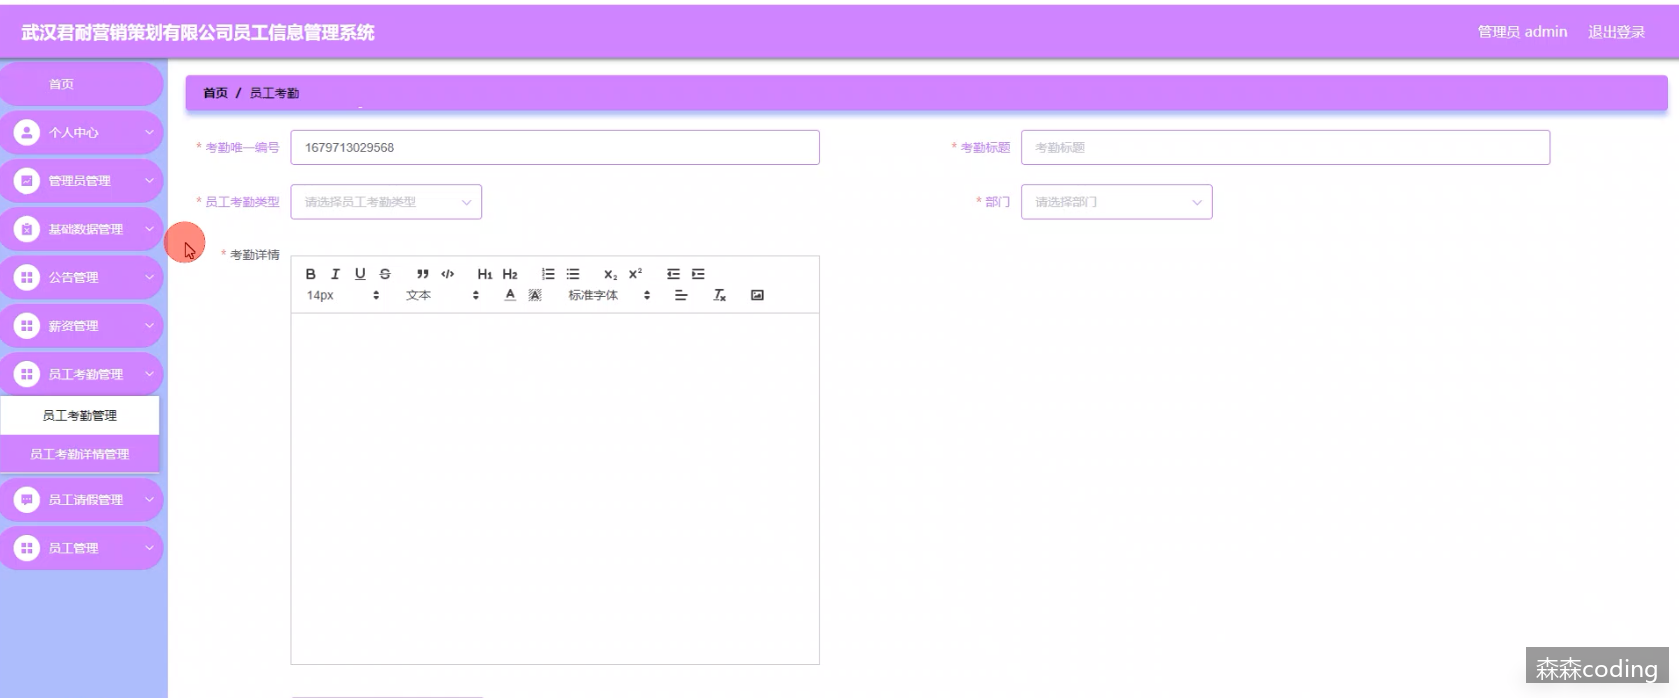 武汉君耐营销策划有限公司员工信息管理系统
管理员 admin 退出登录
首页
个人中心
管理员管理
基础数据管理
公告管理
薪资管理
员工考勤管理
员工考勤管理
员工考勤详情管理
员工请假管理
员工管理
首页 / 员工考勤
* 考勤唯一编号 1679713029568
* 考勤标题 考勤标题
* 员工考勤类型 请选择员工考勤类型
* 部门 请选择部门
* 考勤详情
B I U S ” </> H1 H2 x₂ x²
14px 文本 A A 标准字体 Tx
森森coding